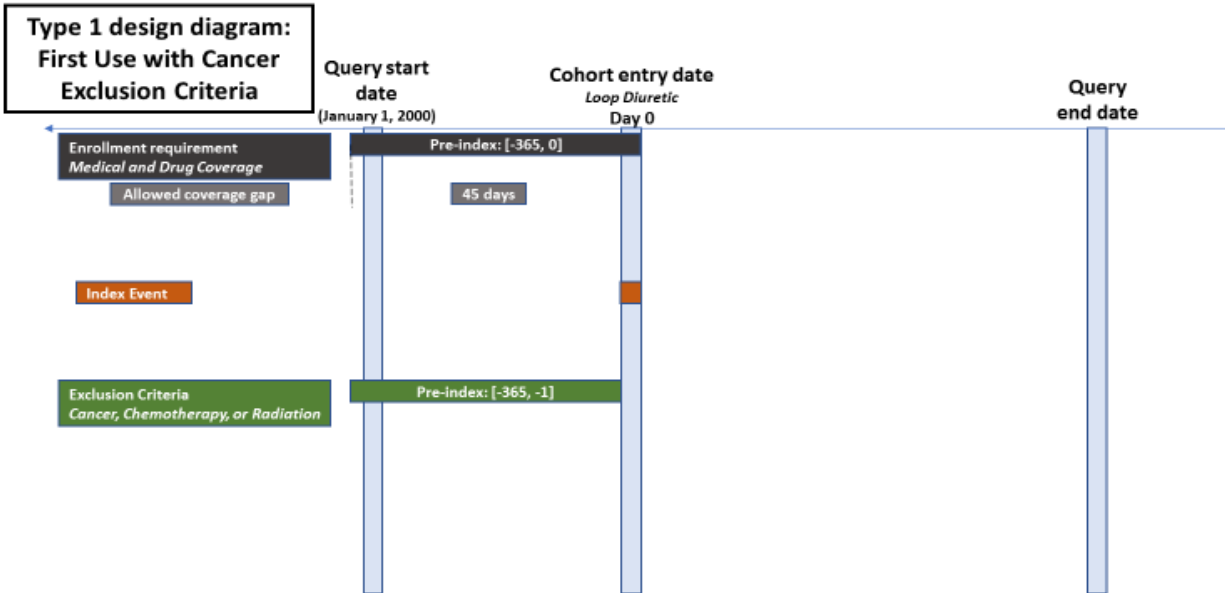 Type 1 design diagram:
First Use with Cancer
Exclusion Criteria
Query start
date
(January 1, 2000)
Cohort entry date
Loop Diuretic
Day 0
Query
end date
Enrollment requirement
Medical and Drug Coverage
Pre-index: [-365, 0]
Allowed coverage gap
45 days
Index Event
Exclusion Criteria
Cancer, Chemotherapy, or Radiation
Pre-index: [-365, -1]